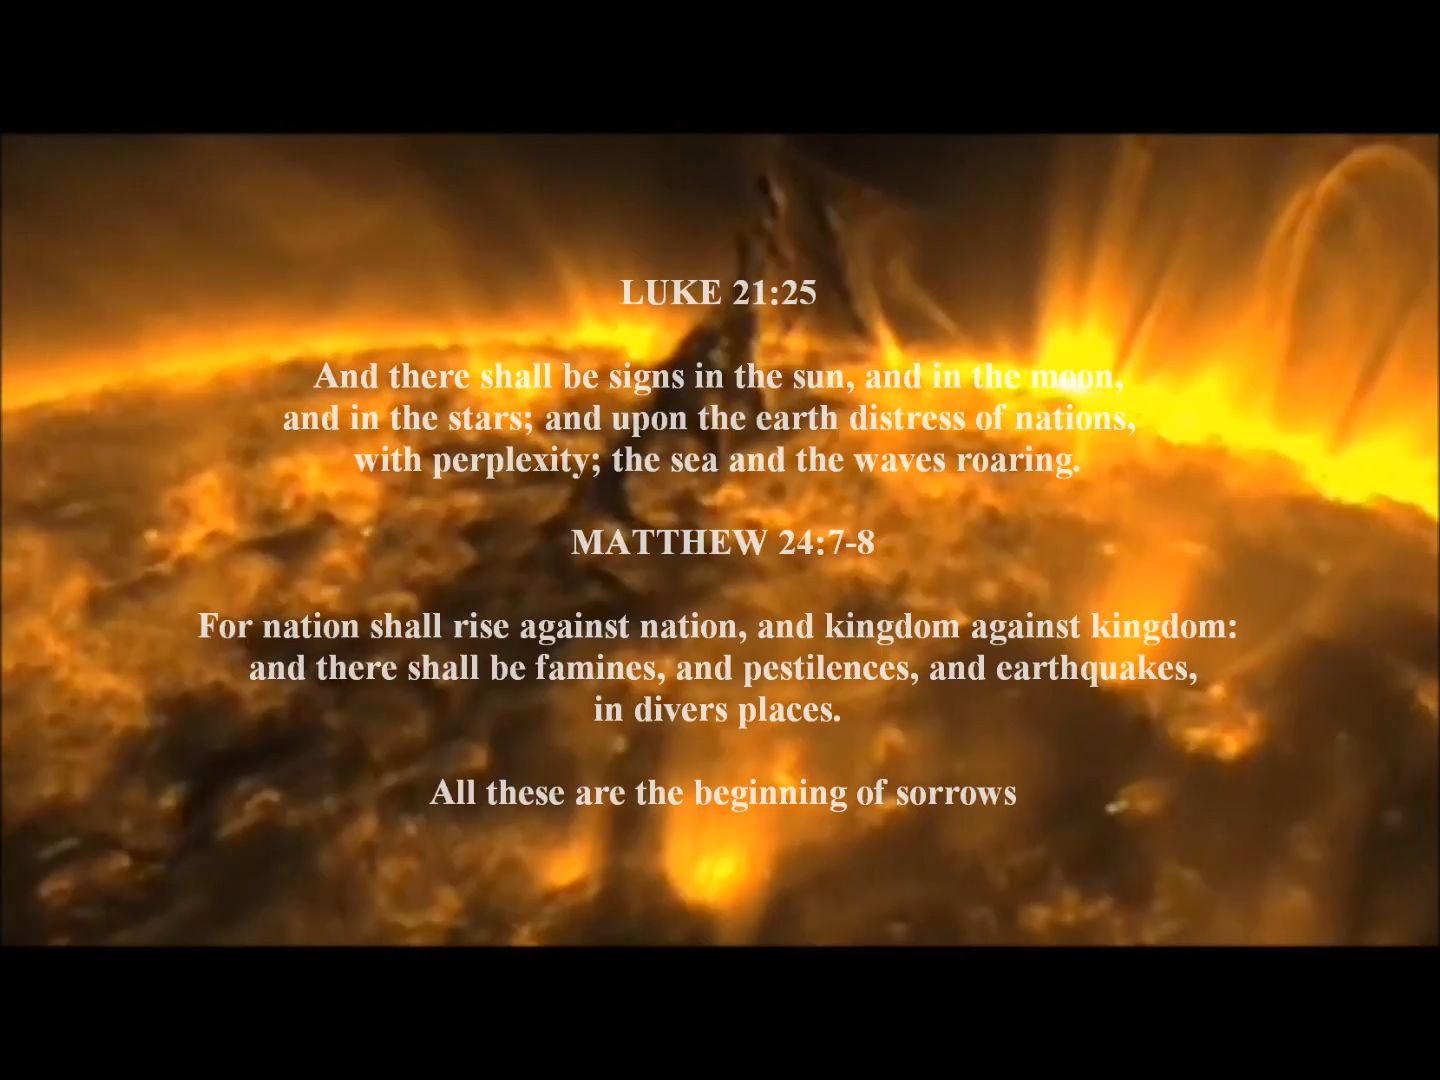 LUKE 21:25
And there shall be signs in the sun, and in the moon,
and in the stars; and upon the earth distress of nations,
with perplexity; the sea and the waves roaring.
MATTHEW 24:7-8
For nation shall rise against nation, and kingdom against kingdom:
and there shall be famines, and pestilences, and earthquakes,
in divers places.
All these are the beginning of sorrows